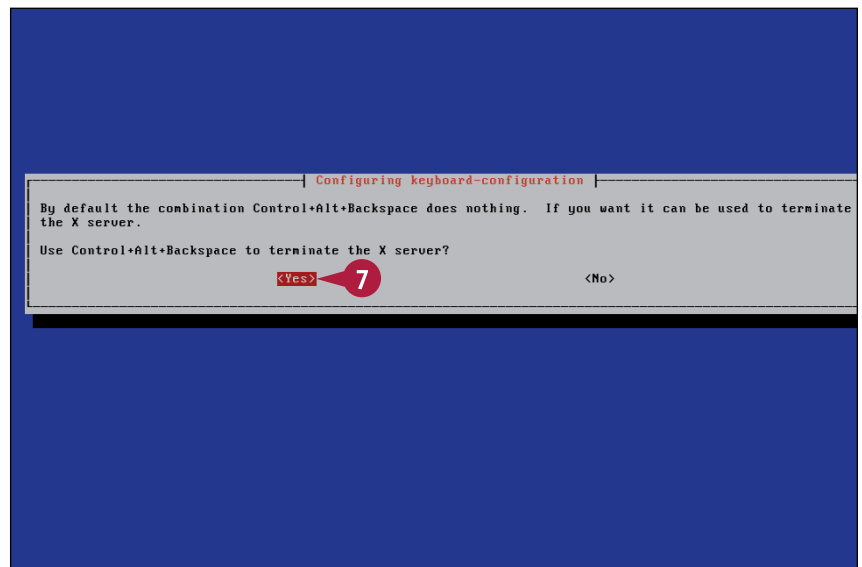 Configuring keyboard-configuration
By default the combination Control+Alt+Backspace does nothing.  If you want it can be used to terminate
the X server.
Use Control+Alt+Backspace to terminate the X server?
<Yes> 7 <No>